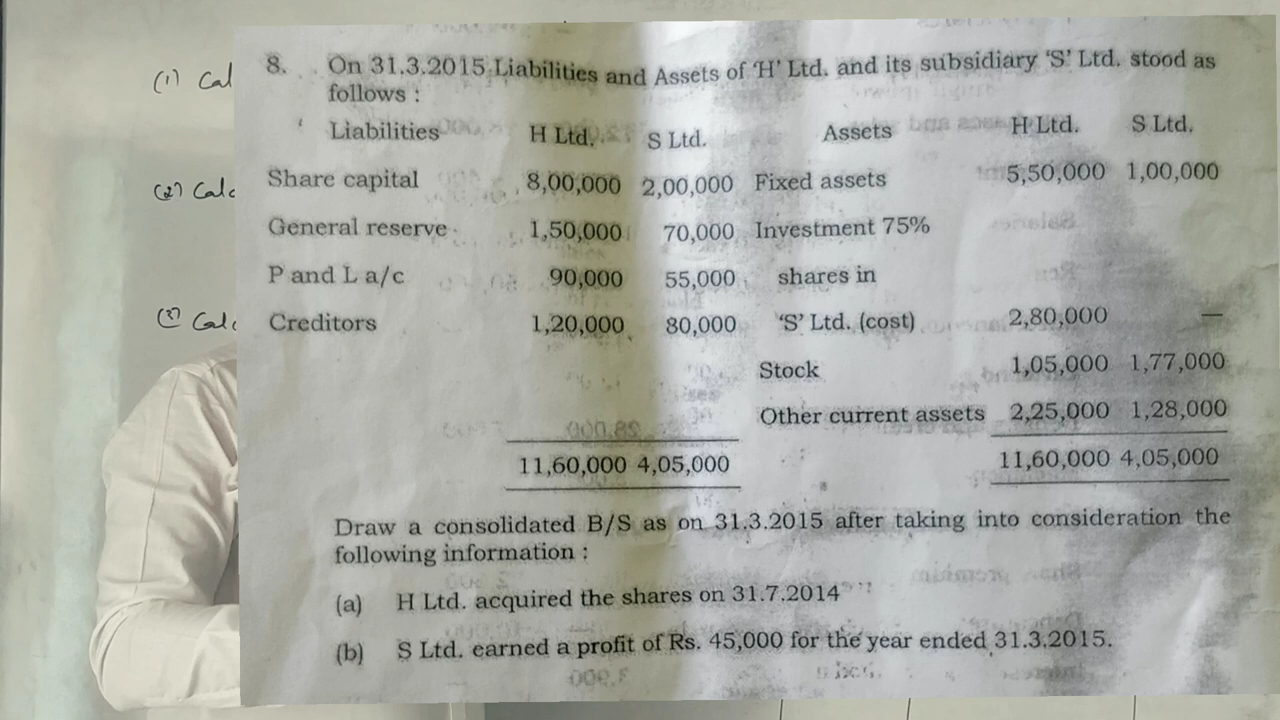 (1) Cal
(2) Calc
(3) Calc
8. On 31.3.2015 Liabilities and Assets of 'H' Ltd. and its subsidiary 'S' Ltd. stood as
follows :
Liabilities H Ltd. S Ltd. Assets H Ltd. S Ltd.
Share capital 8,00,000 2,00,000 Fixed assets 5,50,000 1,00,000
General reserve 1,50,000 70,000 Investment 75%
P and L a/c 90,000 55,000 shares in
Creditors 1,20,000 80,000 'S' Ltd. (cost) 2,80,000 —
Stock 1,05,000 1,77,000
Other current assets 2,25,000 1,28,000
11,60,000 4,05,000 11,60,000 4,05,000
Draw a consolidated B/S as on 31.3.2015 after taking into consideration the
following information :
(a) H Ltd. acquired the shares on 31.7.2014
(b) S Ltd. earned a profit of Rs. 45,000 for the year ended 31.3.2015.